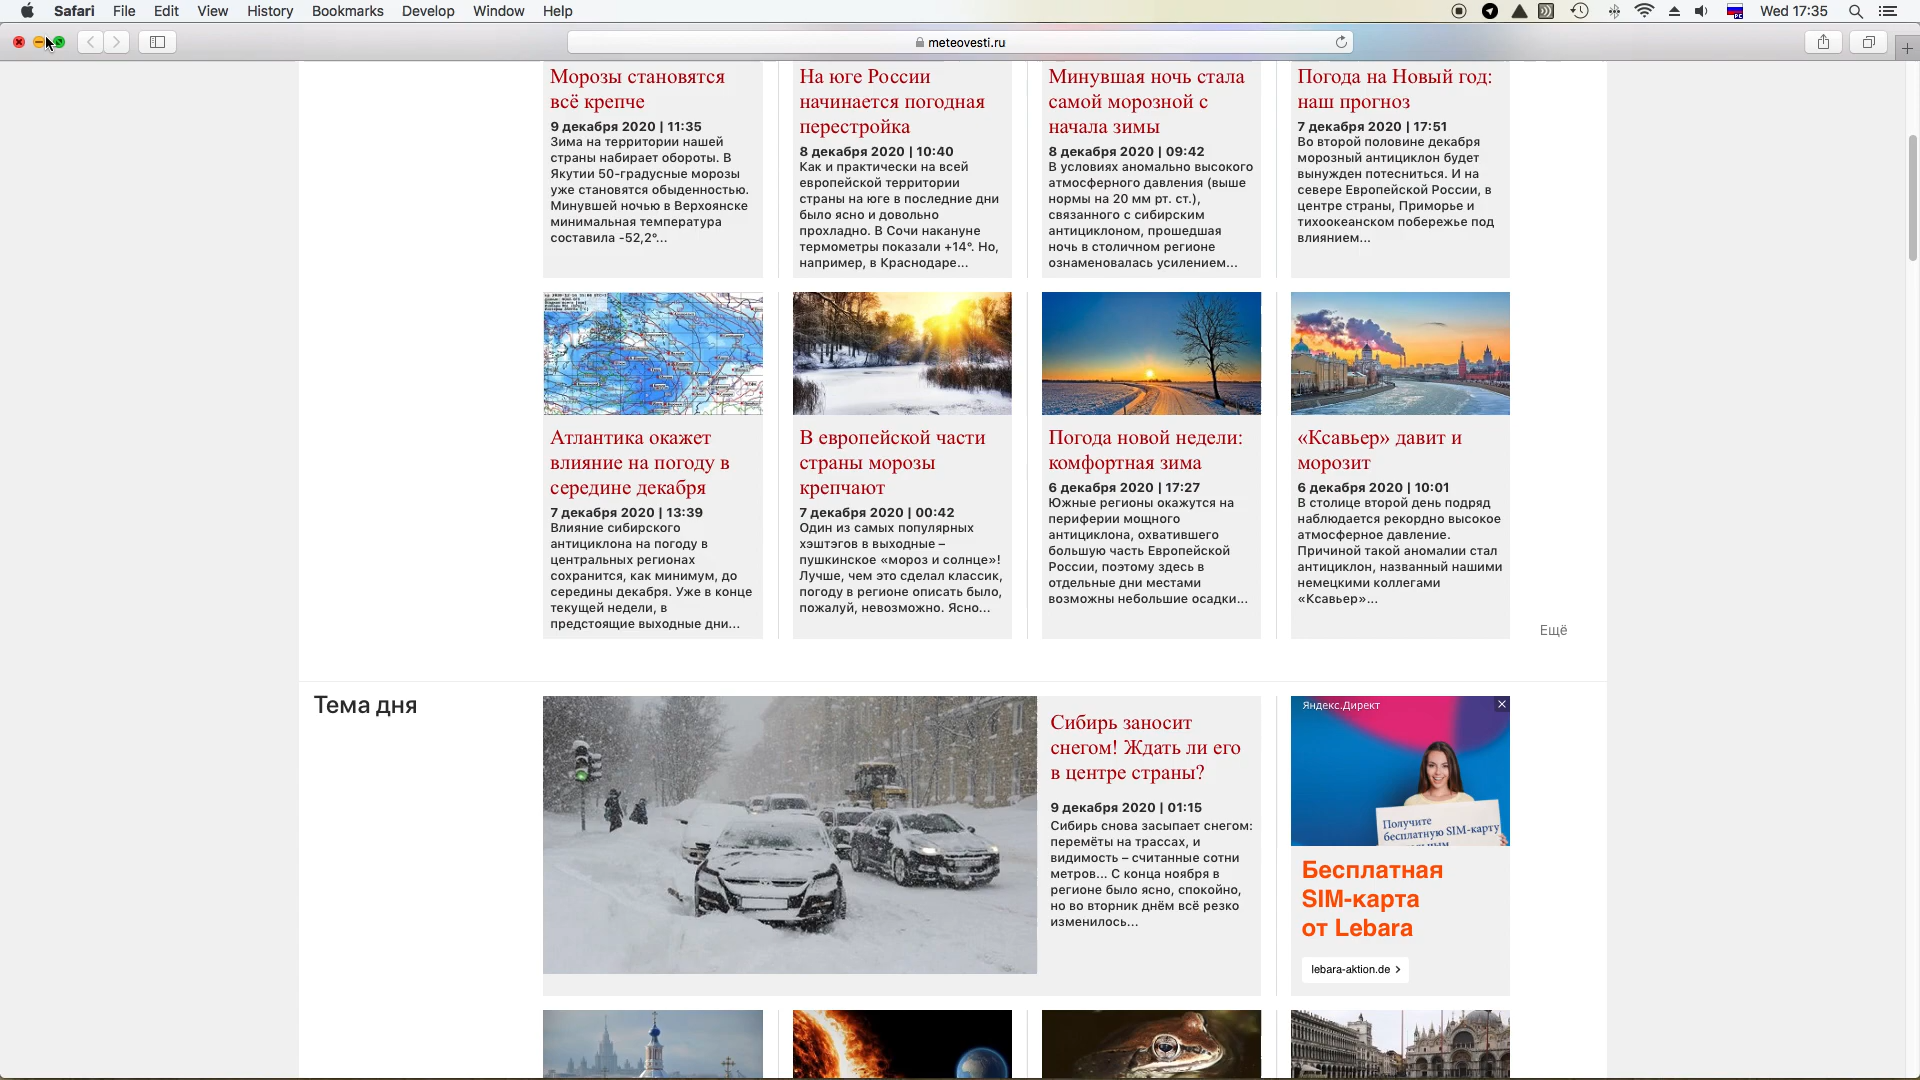 Safari File Edit View History Bookmarks Develop Window Help
Wed 17:35
meteovesti.ru
Морозы становятся
всё крепче
9 декабря 2020 | 11:35
Зима на территории нашей
страны набирает обороты. В
Якутии 50-градусные морозы
уже становятся обыденностью.
Минувшей ночью в Верхоянске
минимальная температура
составила -52,2°...
На юге России
начинается погодная
перестройка
8 декабря 2020 | 10:40
Как и практически на всей
европейской территории
страны на юге в последние дни
было ясно и довольно
прохладно. В Сочи накануне
термометры показали +14°. Но,
например, в Краснодаре...
Минувшая ночь стала
самой морозной с
начала зимы
8 декабря 2020 | 09:42
В условиях аномально высокого
атмосферного давления (выше
нормы на 20 мм рт. ст.),
связанного с сибирским
антициклоном, прошедшая
ночь в столичном регионе
ознаменовалась усилением...
Погода на Новый год:
наш прогноз
7 декабря 2020 | 17:51
Во второй половине декабря
морозный антициклон будет
вынужден потесниться. И на
севере Европейской России, в
центре страны, Приморье и
тихоокеанском побережье под
влиянием...
Атлантика окажет
влияние на погоду в
середине декабря
7 декабря 2020 | 13:39
Влияние сибирского
антициклона на погоду в
центральных регионах
сохранится, как минимум, до
середины декабря. Уже в конце
текущей недели, в
предстоящие выходные дни...
В европейской части
страны морозы
крепчают
7 декабря 2020 | 00:42
Один из самых популярных
хэштэгов в выходные –
пушкинское «мороз и солнце»!
Лучше, чем это сделал классик,
погоду в регионе описать было,
пожалуй, невозможно. Ясно...
Погода новой недели:
комфортная зима
6 декабря 2020 | 17:27
Южные регионы окажутся на
периферии мощного
антициклона, охватившего
большую часть Европейской
России, поэтому здесь в
отдельные дни местами
возможны небольшие осадки...
«Ксавьер» давит и
морозит
6 декабря 2020 | 10:01
В столице второй день подряд
наблюдается рекордно высокое
атмосферное давление.
Причиной такой аномалии стал
антициклон, названный нашими
немецкими коллегами
«Ксавьер»...
Ещё
Тема дня
Сибирь заносит
снегом! Ждать ли его
в центре страны?
9 декабря 2020 | 01:15
Сибирь снова засыпает снегом:
перемёты на трассах, и
видимость – считанные сотни
метров... С конца ноября в
регионе было ясно, спокойно,
но во вторник днём всё резко
изменилось...
Яндекс.Директ
Получите
бесплатную SIM-карту
Бесплатная
SIM-карта
от Lebara
lebara-aktion.de